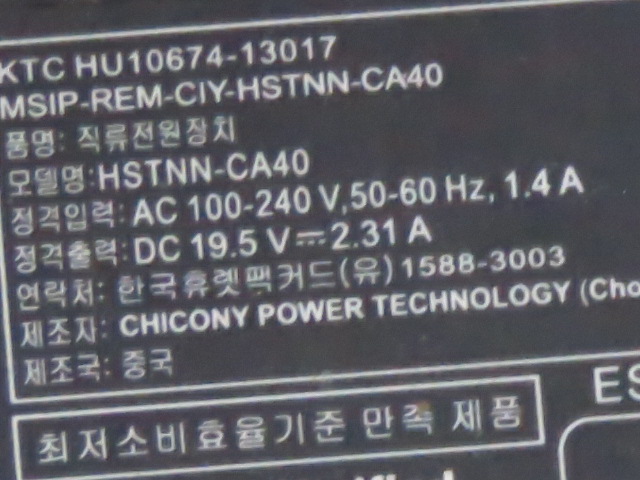 KTC HU10674-13017
MSIP-REM-CIY-HSTNN-CA40
품명: 직류전원장치
모델명:HSTNN-CA40
정격입력: AC 100-240 V,50-60 Hz, 1.4 A
정격출력: DC 19.5 V⎓2.31 A
연락처: 한국휴렛팩커드(유)1588-3003
제조자: CHICONY POWER TECHNOLOGY (Cho
제조국: 중국
ES
최저소비효율기준 만족 제품